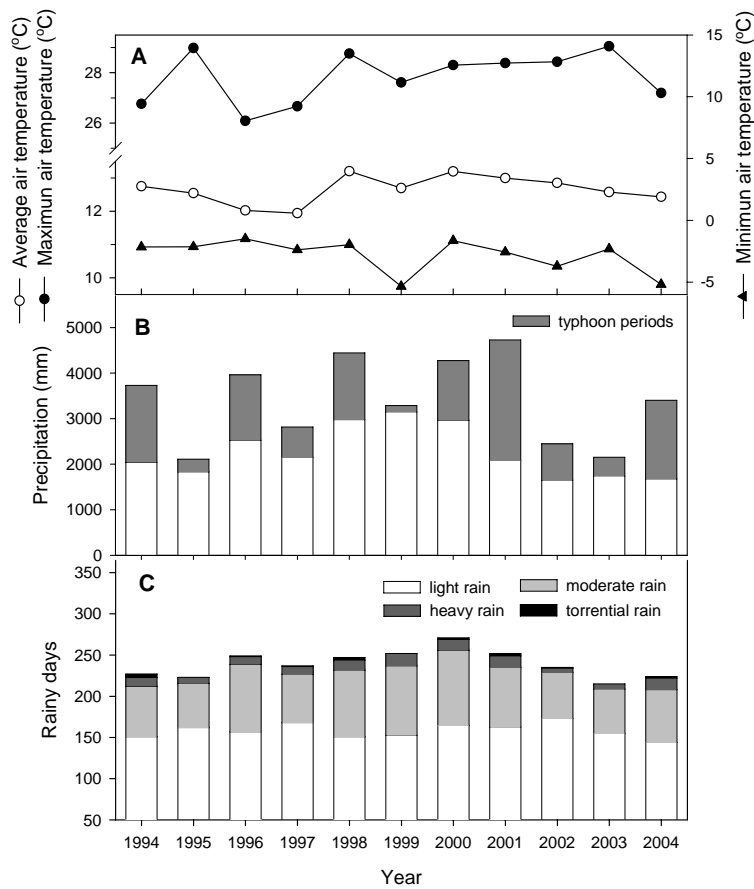 Average air temperature (ºC)
Maximun air temperature (ºC)
A
28
26
12
10
15
10
5
0
-5
Minimun air temperature (ºC)
B
typhoon periods
Precipitation (mm)
5000
4000
3000
2000
1000
0
C
light rain
moderate rain
heavy rain
torrential rain
Rainy days
350
300
250
200
150
100
50
1994 1995 1996 1997 1998 1999 2000 2001 2002 2003 2004
Year